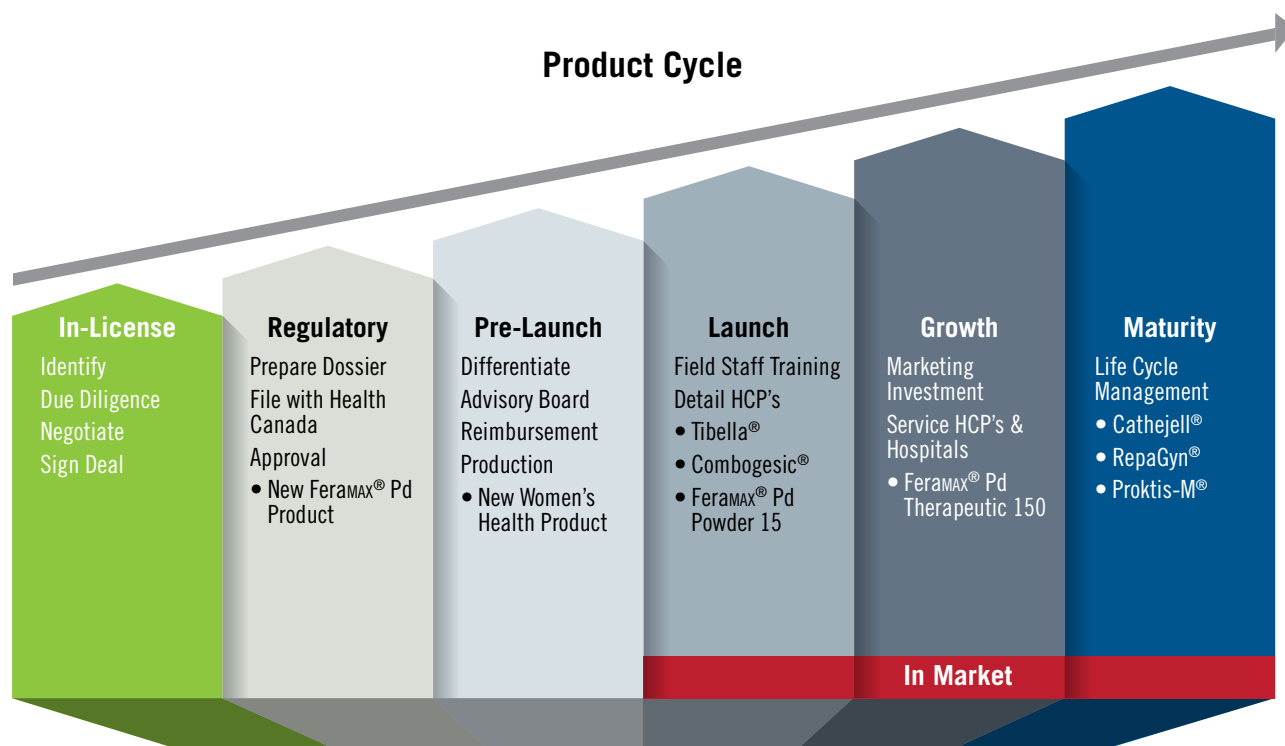 Product Cycle
In-License
Identify
Due Diligence
Negotiate
Sign Deal
Regulatory
Prepare Dossier
File with Health
Canada
Approval
• New FeraMAX® Pd
Product
Pre-Launch
Differentiate
Advisory Board
Reimbursement
Production
• New Women's
Health Product
Launch
Field Staff Training
Detail HCP's
• Tibella®
• Combogesic®
• FeraMAX® Pd
Powder 15
Growth
Marketing
Investment
Service HCP's &
Hospitals
• FeraMAX® Pd
Therapeutic 150
Maturity
Life Cycle
Management
• Cathejell®
• RepaGyn®
• Proktis-M®
In Market